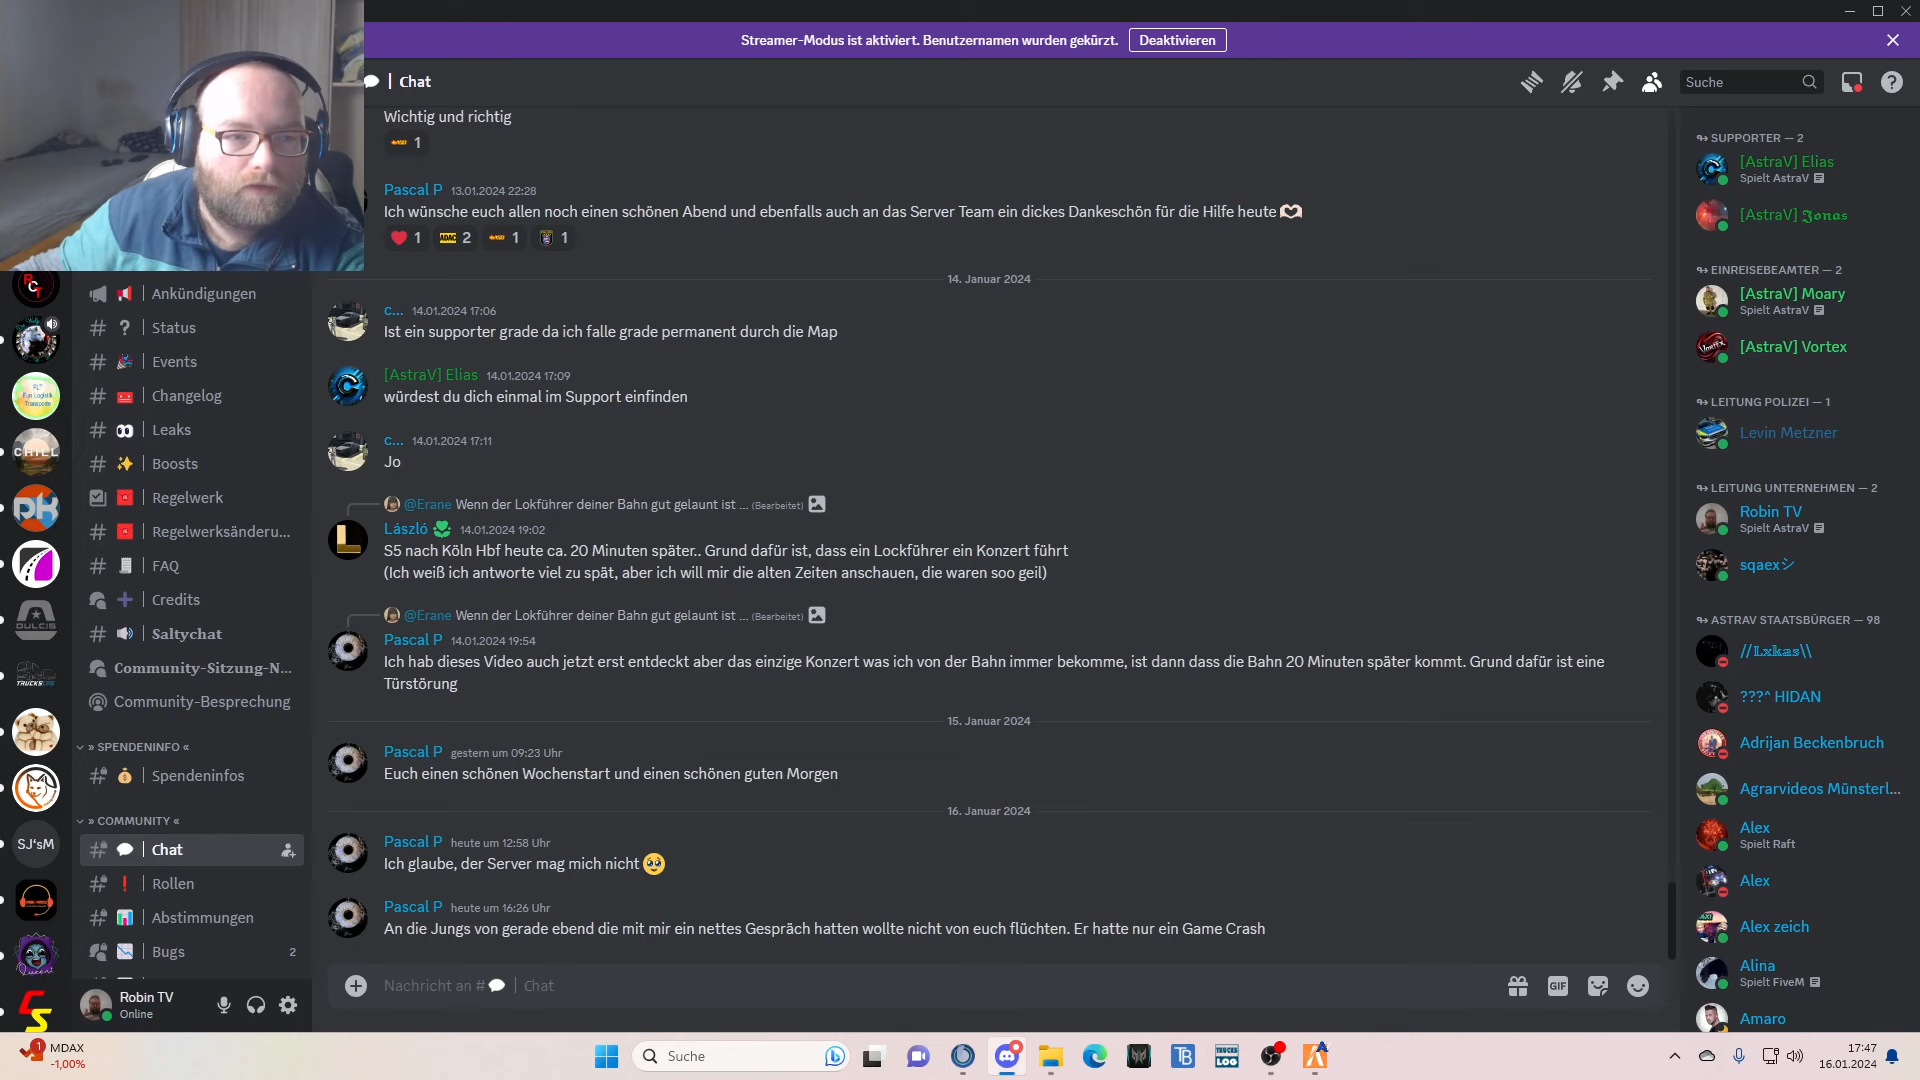 Streamer-Modus ist aktiviert. Benutzernamen wurden gekürzt.
Deaktivieren
| Chat
Suche
Wichtig und richtig
1
Pascal P 13.01.2024 22:28
Ich wünsche euch allen noch einen schönen Abend und ebenfalls auch an das Server Team ein dickes Dankeschön für die Hilfe heute
1 ADAC 2 1 1
14. Januar 2024
c... 14.01.2024 17:06
Ist ein supporter grade da ich falle grade permanent durch die Map
[AstraV] Elias 14.01.2024 17:09
würdest du dich einmal im Support einfinden
c... 14.01.2024 17:11
Jo
@Erane Wenn der Lokführer deiner Bahn gut gelaunt ist ... (Bearbeitet)
László 14.01.2024 19:02
S5 nach Köln Hbf heute ca. 20 Minuten später.. Grund dafür ist, dass ein Lockführer ein Konzert führt
(Ich weiß ich antworte viel zu spät, aber ich will mir die alten Zeiten anschauen, die waren soo geil)
@Erane Wenn der Lokführer deiner Bahn gut gelaunt ist ... (Bearbeitet)
Pascal P 14.01.2024 19:54
Ich hab dieses Video auch jetzt erst entdeckt aber das einzige Konzert was ich von der Bahn immer bekomme, ist dann dass die Bahn 20 Minuten später kommt. Grund dafür ist eine
Türstörung
15. Januar 2024
Pascal P gestern um 09:23 Uhr
Euch einen schönen Wochenstart und einen schönen guten Morgen
16. Januar 2024
Pascal P heute um 12:58 Uhr
Ich glaube, der Server mag mich nicht
Pascal P heute um 16:26 Uhr
An die Jungs von gerade ebend die mit mir ein nettes Gespräch hatten wollte nicht von euch flüchten. Er hatte nur ein Game Crash
Nachricht an # | Chat
GIF
| Ankündigungen
# ? | Status
# | Events
# | Changelog
# | Leaks
# | Boosts
| Regelwerk
# | Regelwerksänderu...
# | FAQ
| Credits
# | Saltychat
Community-Sitzung-N...
Community-Besprechung
» SPENDENINFO «
# | Spendeninfos
» COMMUNITY «
# | Chat
# | Rollen
# | Abstimmungen
| Bugs 2
CHILL
DULCIS
TRUCKSLOG
SJ'sM
Robin TV
Online
SUPPORTER — 2
[AstraV] Elias
Spielt AstraV
[AstraV] 𝕵𝖔𝖓𝖆𝖘
EINREISEBEAMTER — 2
[AstraV] Moary
Spielt AstraV
[AstraV] Vortex
LEITUNG POLIZEI — 1
Levin Metzner
LEITUNG UNTERNEHMEN — 2
Robin TV
Spielt AstraV
sqaexシ
ASTRAV STAATSBÜRGER — 98
//𝕃𝕩𝕜𝕒𝕤\\
???^ HIDAN
Adrijan Beckenbruch
Agrarvideos Münsterl...
Alex
Spielt Raft
Alex
Alex zeich
Alina
Spielt FiveM
Amaro
1
MDAX
-1,00%
Suche
TB
TRUCKS
LOG
17:47
16.01.2024